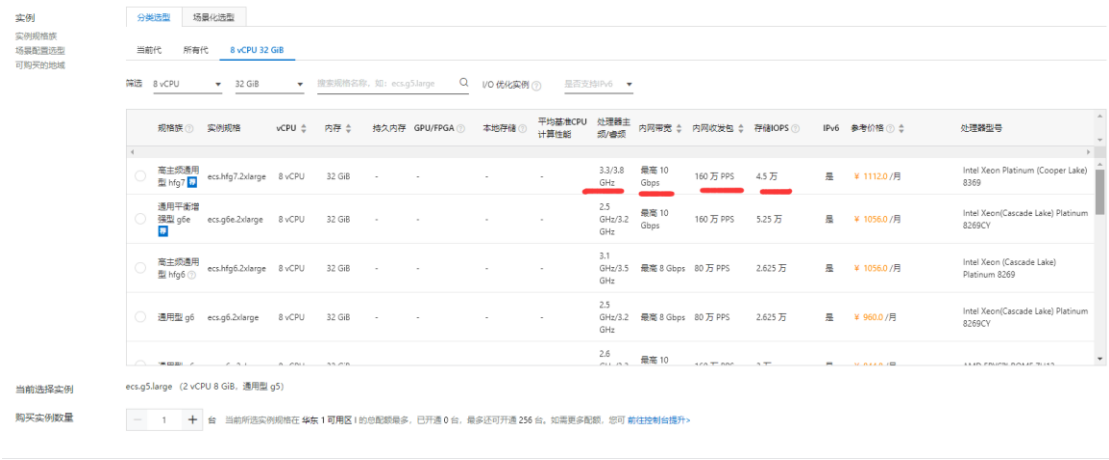 实例
实例规格族
场景配置选型
可购买的地域
分类选型 场景化选型
当前代 所有代 8 vCPU 32 GiB
筛选 8 vCPU 32 GiB 搜索规格名称, 如: ecs.g5.large I/O 优化实例 是否支持IPv6
规格族 实例规格 vCPU 内存 持久内存 GPU/FPGA 本地存储 平均基准CPU 处理器主 内网带宽 内网收发包 存储IOPS IPv6 参考价格 处理器型号
计算性能 频/睿频
高主频通用 ecs.hfg7.2xlarge 8 vCPU 32 GiB - - - - 3.3/3.8 最高 10 160 万 PPS 4.5 万 是 ¥ 1112.0 /月 Intel Xeon Platinum (Cooper Lake)
型 hfg7 荐 GHz Gbps 8369
通用平衡增 2.5
强型 g6e ecs.g6e.2xlarge 8 vCPU 32 GiB - - - - GHz/3.2 最高 10 160 万 PPS 5.25 万 是 ¥ 1056.0 /月 Intel Xeon(Cascade Lake) Platinum
荐 GHz Gbps 8269CY
高主频通用 3.1
型 hfg6 ecs.hfg6.2xlarge 8 vCPU 32 GiB - - - - GHz/3.5 最高 8 Gbps 80 万 PPS 2.625 万 是 ¥ 1056.0 /月 Intel Xeon (Cascade Lake)
GHz Platinum 8269
2.5
通用型 g6 ecs.g6.2xlarge 8 vCPU 32 GiB - - - - GHz/3.2 最高 8 Gbps 80 万 PPS 2.625 万 是 ¥ 960.0 /月 Intel Xeon(Cascade Lake) Platinum
GHz 8269CY
2.6 最高 10
当前选择实例 ecs.g5.large (2 vCPU 8 GiB, 通用型 g5)
购买实例数量 1 台 当前所选实例规格在 华东 1 可用区 I 的总配额最多, 已开通 0 台, 最多还可开通 256 台。如需更多配额, 您可 前往控制台提升>